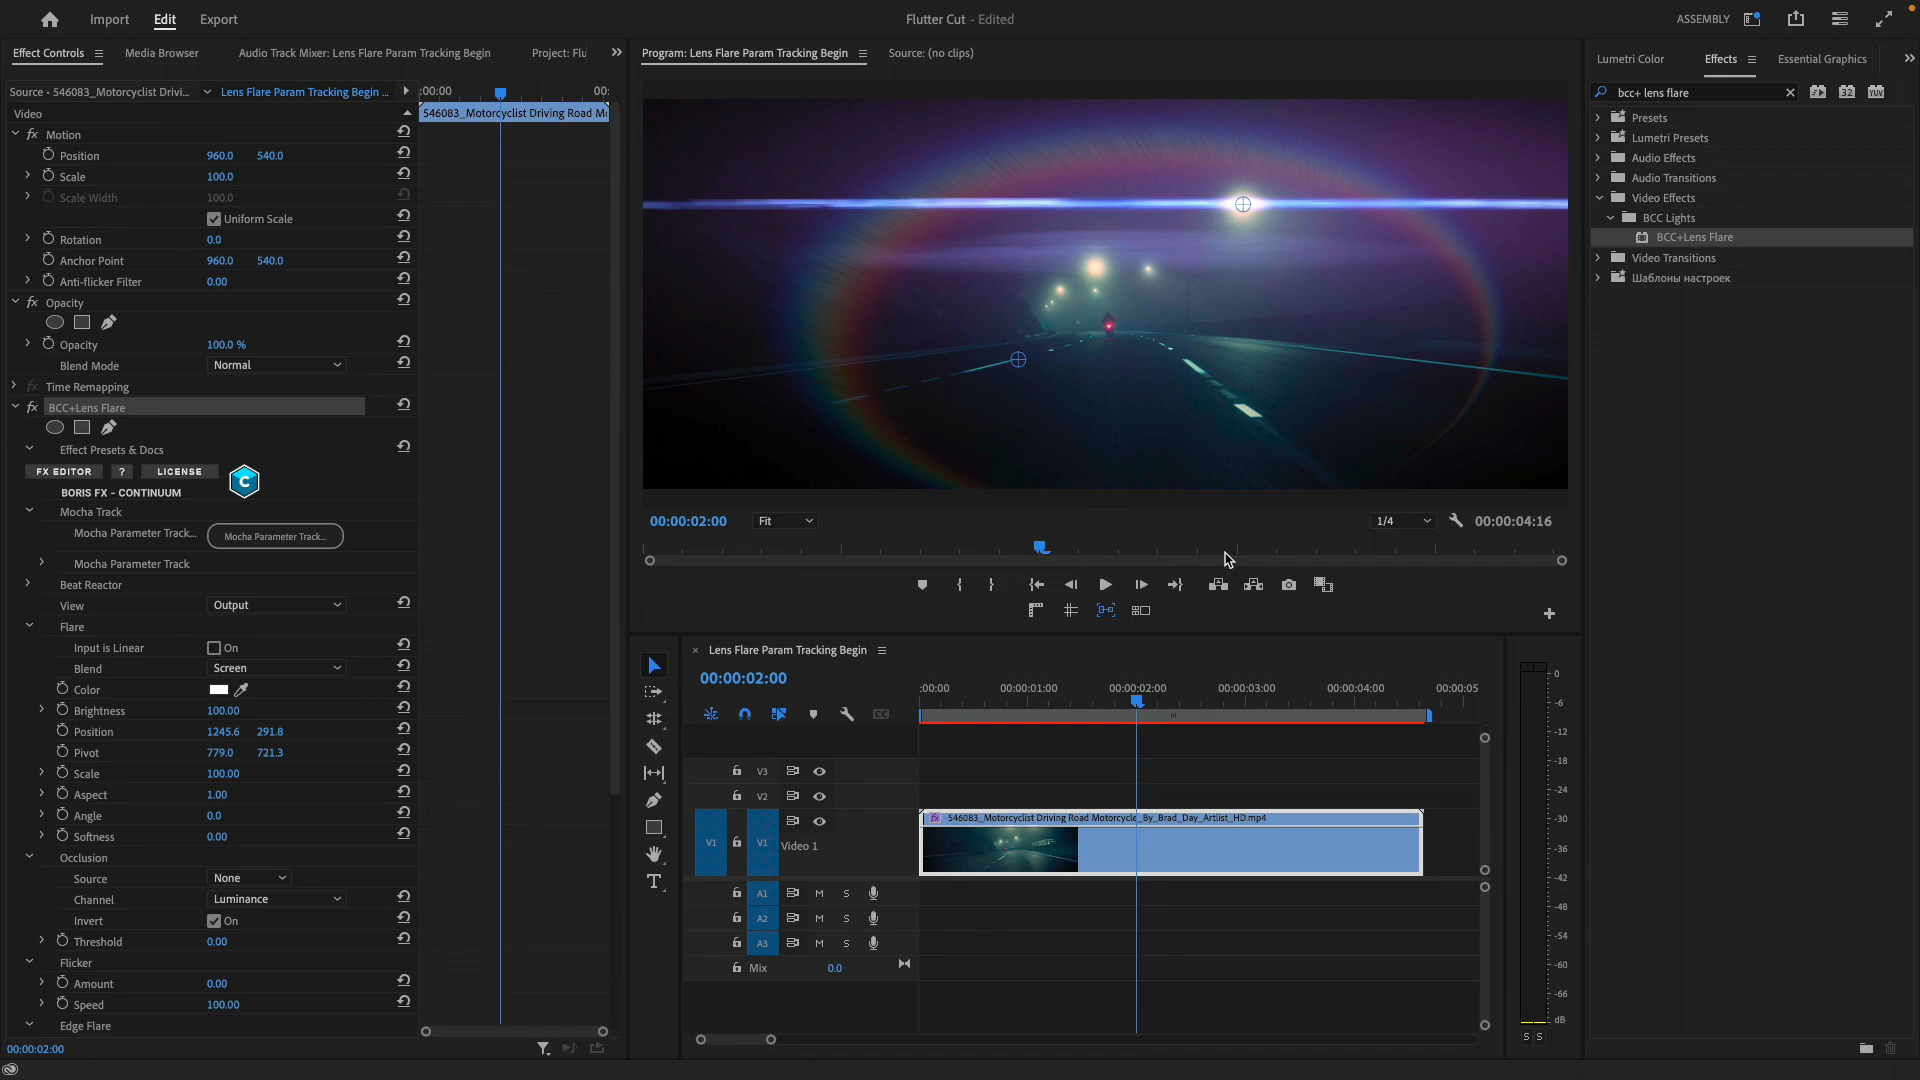 Import
Edit
Export
Flutter Cut - Edited
ASSEMBLY
Effect Controls
Media Browser
Audio Track Mixer: Lens Flare Param Tracking Begin
Project: Flu
Source • 546083_Motorcyclist Drivi...
Lens Flare Param Tracking Begin ...
:00:00
00:
Video
546083_Motorcyclist Driving Road Mo
Motion
Position 960.0 540.0
Scale 100.0
Scale Width 100.0
Uniform Scale
Rotation 0.0
Anchor Point 960.0 540.0
Anti-flicker Filter 0.00
Opacity
Opacity 100.0 %
Blend Mode Normal
Time Remapping
BCC+Lens Flare
Effect Presets & Docs
FX EDITOR ? LICENSE
C
BORIS FX - CONTINUUM
Mocha Track
Mocha Parameter Track... Mocha Parameter Track...
Mocha Parameter Track
Beat Reactor
View Output
Flare
Input is Linear On
Blend Screen
Color
Brightness 100.00
Position 1245.6 291.8
Pivot 779.0 721.3
Scale 100.00
Aspect 1.00
Angle 0.0
Softness 0.00
Occlusion
Source None
Channel Luminance
Invert On
Threshold 0.00
Flicker
Amount 0.00
Speed 100.00
Edge Flare
00:00:02:00
Program: Lens Flare Param Tracking Begin
Source: (no clips)
00:00:02:00
Fit
1/4
00:00:04:16
Lens Flare Param Tracking Begin
00:00:02:00
:00:00 00:00:01:00 00:00:02:00 00:00:03:00 00:00:04:00 00:00:05
V3
V2
V1 V1 Video 1
fx 546083_Motorcyclist Driving Road Motorcycle_By_Brad_Day_Artlist_HD.mp4
A1 M S
A2 M S
A3 M S
Mix 0.0
0
-6
-12
-18
-24
-30
-36
-42
-48
-54
-60
-66
dB
S S
Lumetri Color
Effects
Essential Graphics
bcc+ lens flare
32
YUV
Presets
Lumetri Presets
Audio Effects
Audio Transitions
Video Effects
BCC Lights
BCC+Lens Flare
Video Transitions
Шаблоны настроек